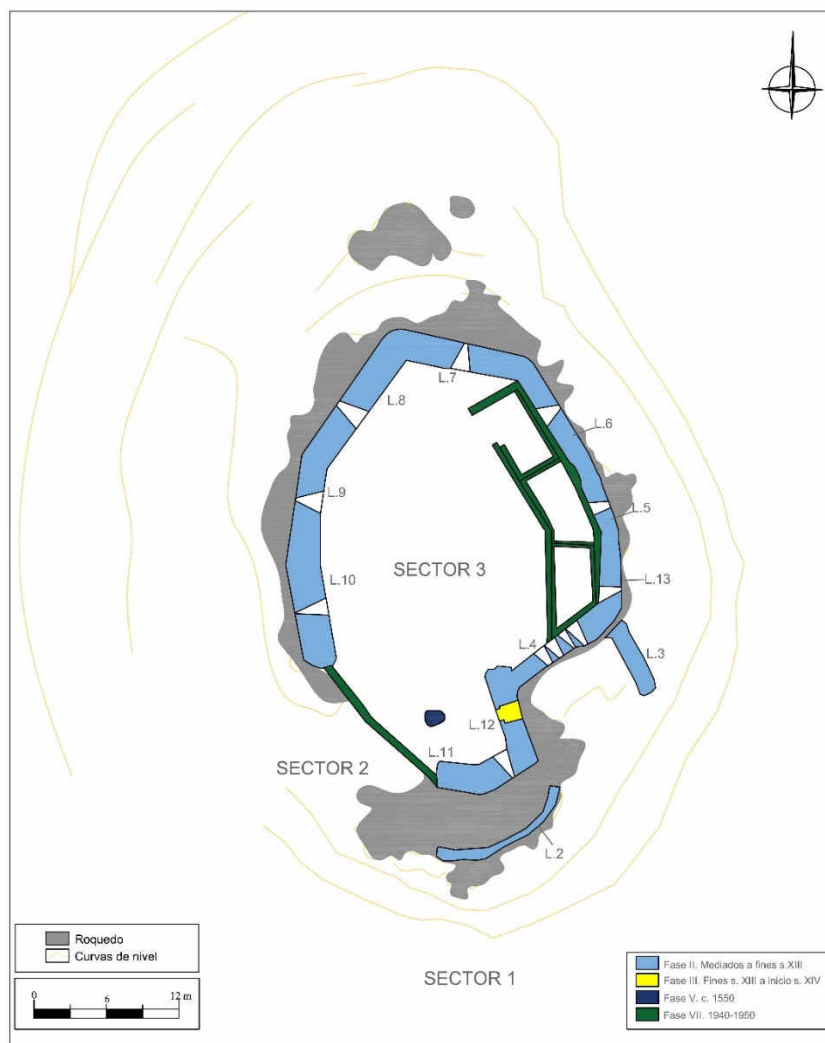 L.7
L.8
L.6
L.9
L.5
SECTOR 3
L.10
L.13
L.4
L.3
L.12
L.11
SECTOR 2
L.2
SECTOR 1
Roquedo
Curvas de nivel
0 6 12 m
Fase II. Mediados a fines s.XIII
Fase III. Fines s. XIII a inicio s. XIV
Fase V. c. 1550
Fase VII. 1940-1950